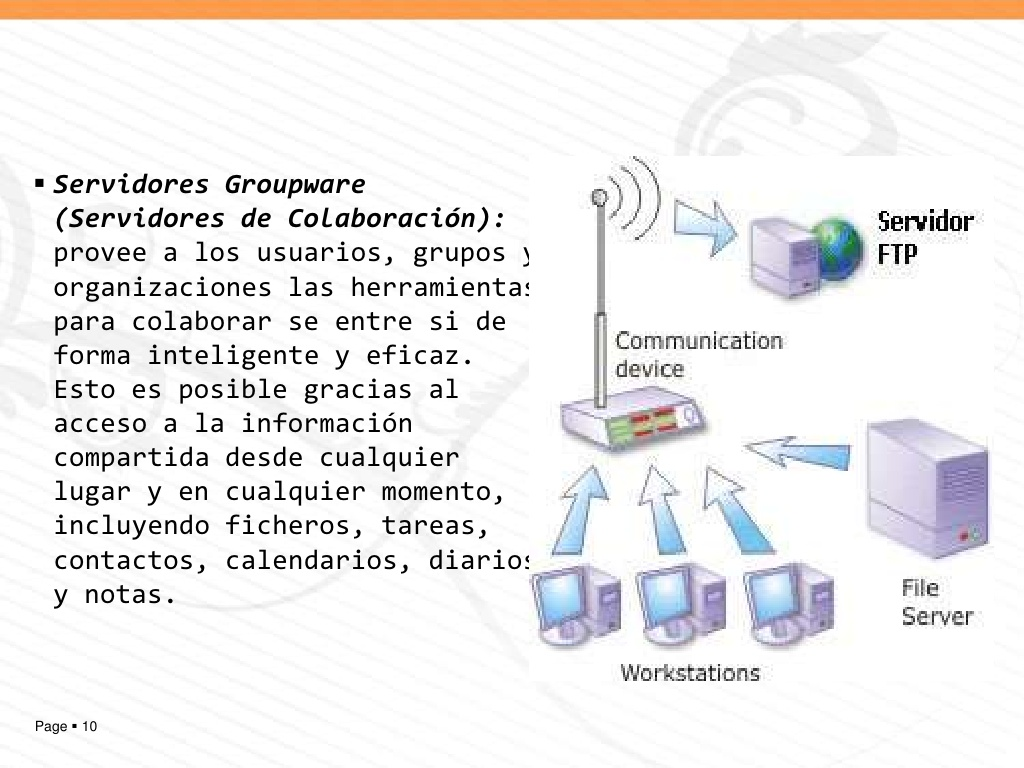 ▪ Servidores Groupware
(Servidores de Colaboración):
provee a los usuarios, grupos y
organizaciones las herramientas
para colaborar se entre si de
forma inteligente y eficaz.
Esto es posible gracias al
acceso a la información
compartida desde cualquier
lugar y en cualquier momento,
incluyendo ficheros, tareas,
contactos, calendarios, diarios
y notas.
Servidor
FTP
Communication
device
File
Server
Workstations
Page ▪ 10